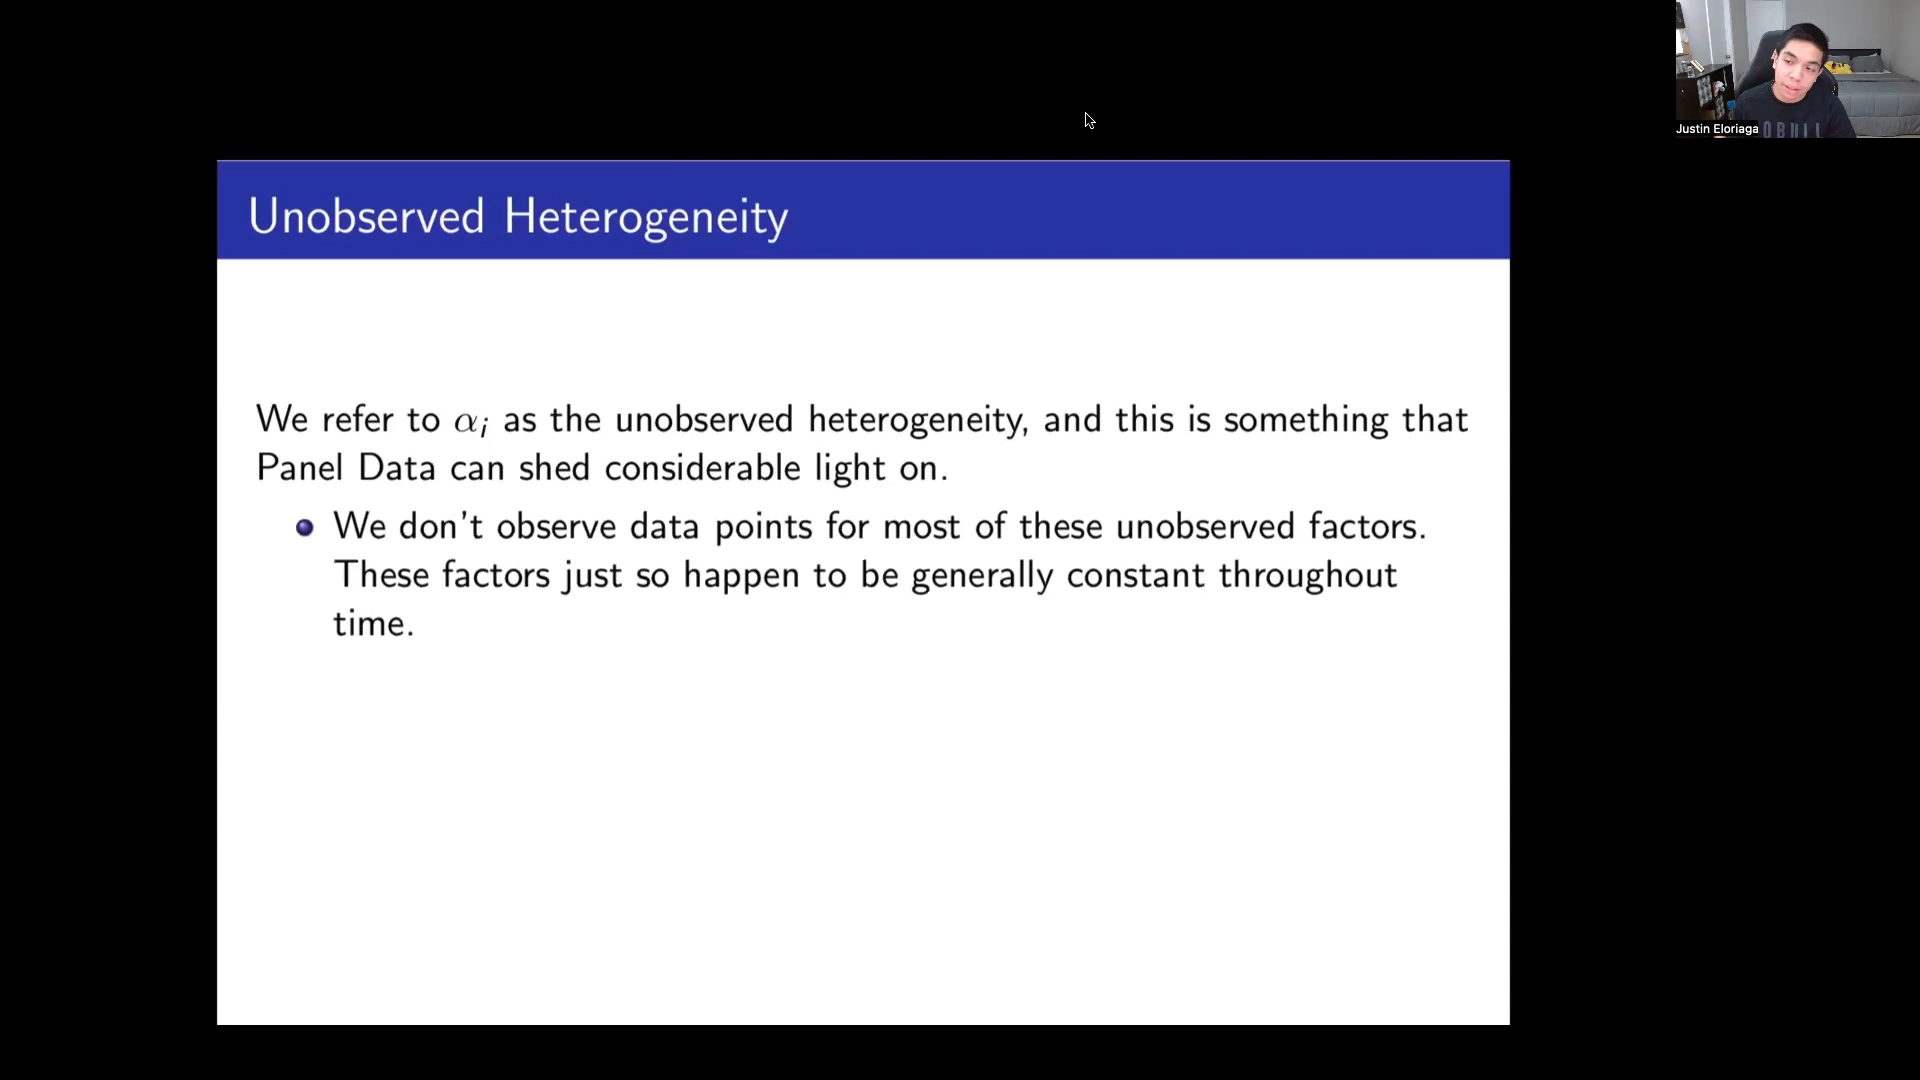 Justin Eloriaga
OBULL
Unobserved Heterogeneity
We refer to αᵢ as the unobserved heterogeneity, and this is something that
Panel Data can shed considerable light on.
We don't observe data points for most of these unobserved factors.
These factors just so happen to be generally constant throughout
time.